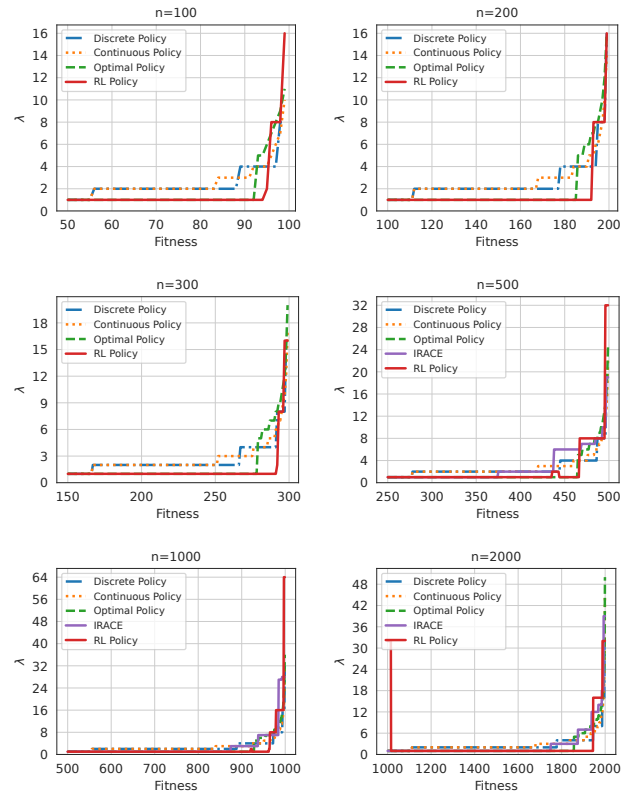 n=100
16
14
12
10
8
6
4
2
0
λ
Discrete Policy
Continuous Policy
Optimal Policy
RL Policy
50 60 70 80 90 100
Fitness
n=200
16
14
12
10
8
6
4
2
0
λ
Discrete Policy
Continuous Policy
Optimal Policy
RL Policy
100 120 140 160 180 200
Fitness
n=300
18
15
12
9
6
3
0
λ
Discrete Policy
Continuous Policy
Optimal Policy
RL Policy
150 200 250 300
Fitness
n=500
32
28
24
20
16
12
8
4
0
λ
Discrete Policy
Continuous Policy
Optimal Policy
IRACE
RL Policy
250 300 350 400 450 500
Fitness
n=1000
64
56
48
40
32
24
16
8
0
λ
Discrete Policy
Continuous Policy
Optimal Policy
IRACE
RL Policy
500 600 700 800 900 1000
Fitness
n=2000
48
42
36
30
24
18
12
6
0
λ
Discrete Policy
Continuous Policy
Optimal Policy
IRACE
RL Policy
1000 1200 1400 1600 1800 2000
Fitness